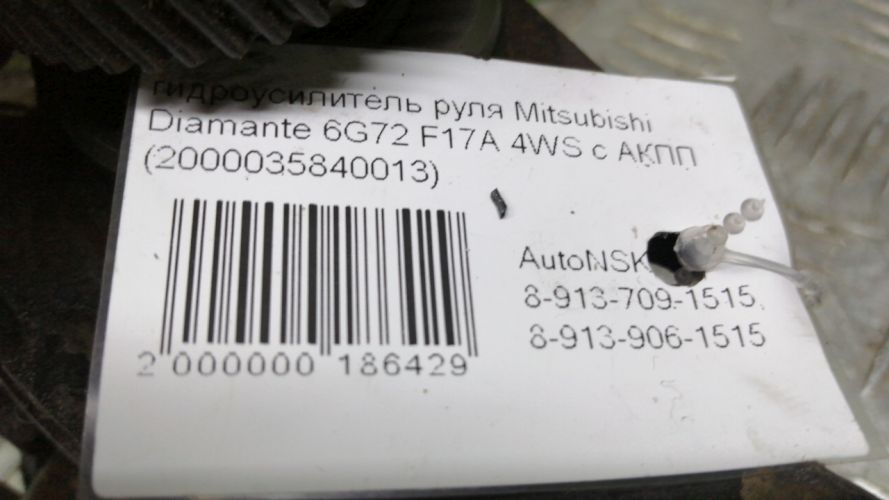 гидроусилитель руля Mitsubishi
Diamante 6G72 F17A 4WS с АКПП
(2000035840013)
AutoNSK
8-913-709-1515,
8-913-906-1515
2 000000 186429